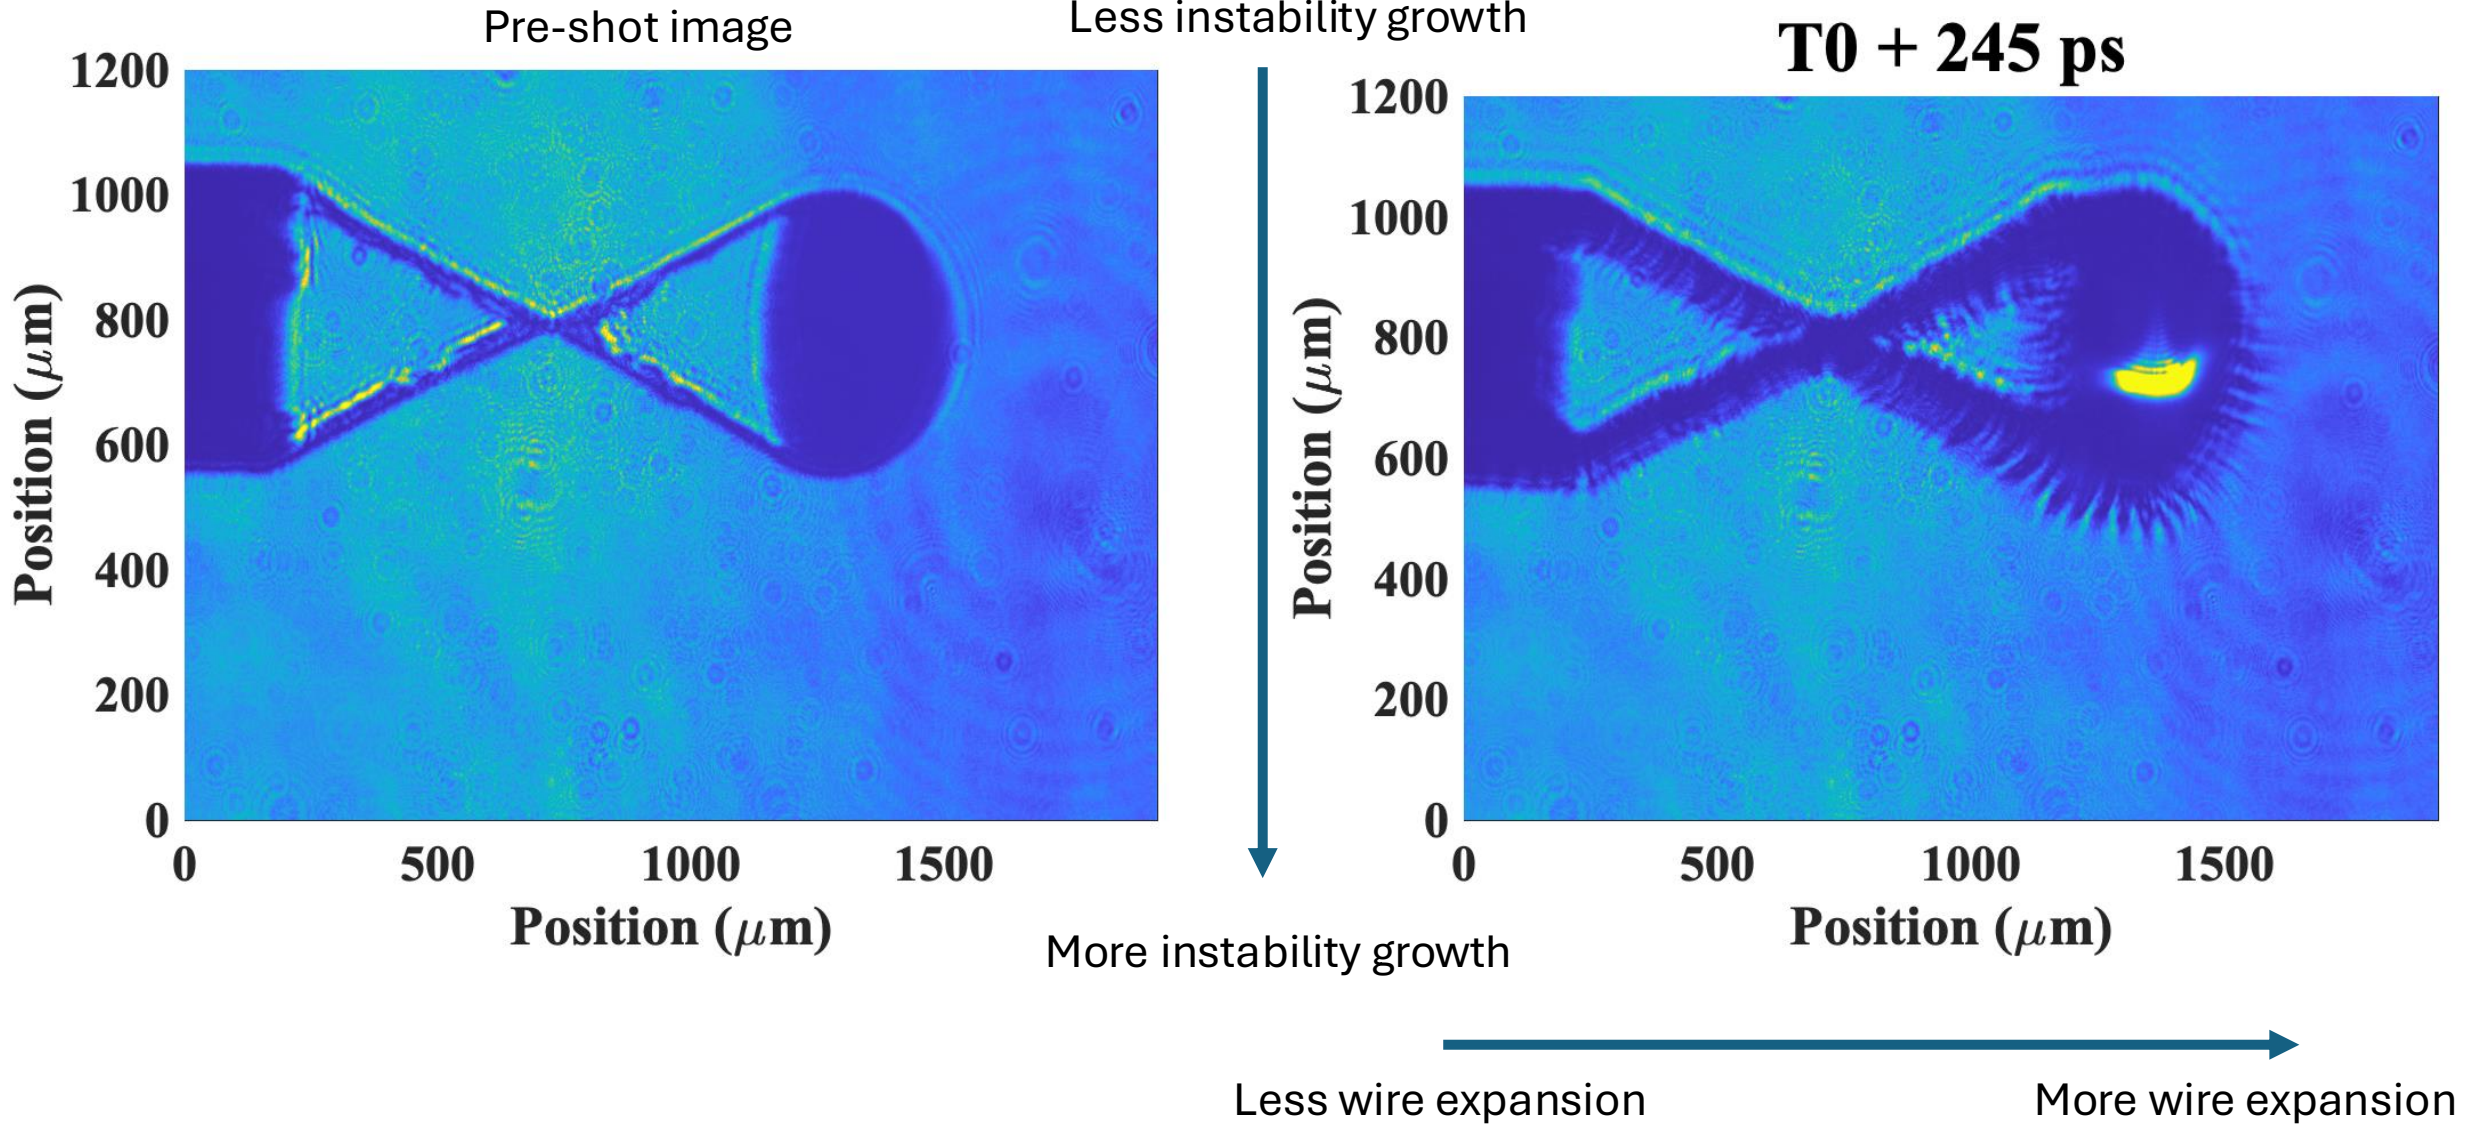 Pre-shot image
Less instability growth
T0 + 245 ps
1200
1000
800
600
400
200
0
Position (μm)
0 500 1000 1500
Position (μm)
1200
1000
800
600
400
200
0
Position (μm)
0 500 1000 1500
Position (μm)
More instability growth
Less wire expansion
More wire expansion